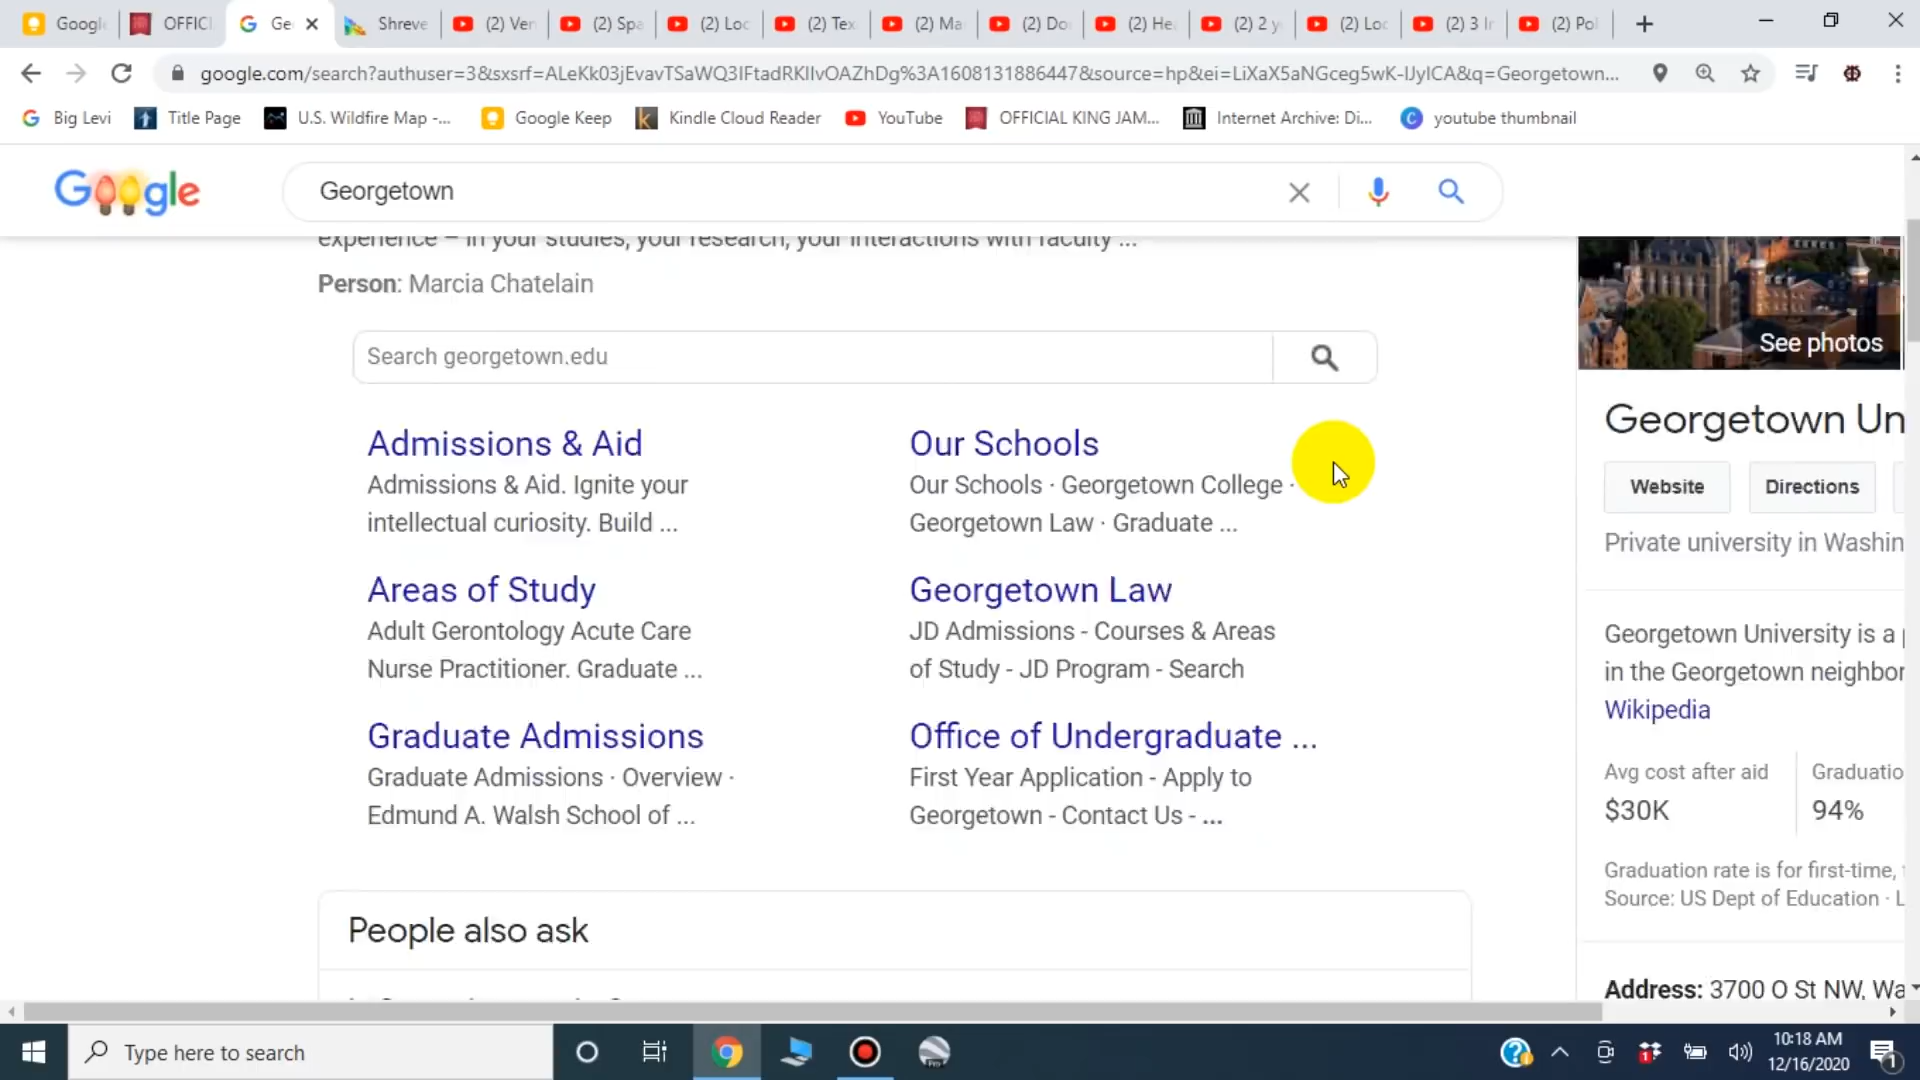 Google
OFFICI
Ge
Shreve
(2) Ver
(2) Spa
(2) Loc
(2) Tex
(2) Ma
(2) Do
(2) He
(2) 2 y
(2) Loc
(2) 3 Ir
(2) Pol
google.com/search?authuser=3&sxsrf=ALeKk03jEvavTSaWQ3IFtadRKlIvOAZhDg%3A1608131886447&source=hp&ei=LiXaX5aNGceg5wK-lJyICA&q=Georgetown...
Big Levi
Title Page
U.S. Wildfire Map -...
Google Keep
Kindle Cloud Reader
YouTube
OFFICIAL KING JAM...
Internet Archive: Di...
youtube thumbnail
Google
Georgetown
experience – in your studies, your research, your interactions with faculty ...
Person: Marcia Chatelain
Search georgetown.edu
Admissions & Aid
Admissions & Aid. Ignite your
intellectual curiosity. Build ...
Our Schools
Our Schools · Georgetown College ·
Georgetown Law · Graduate ...
Areas of Study
Adult Gerontology Acute Care
Nurse Practitioner. Graduate ...
Georgetown Law
JD Admissions - Courses & Areas
of Study - JD Program - Search
Graduate Admissions
Graduate Admissions · Overview ·
Edmund A. Walsh School of ...
Office of Undergraduate ...
First Year Application - Apply to
Georgetown - Contact Us - ...
People also ask
See photos
Georgetown Un
Website
Directions
Private university in Washin
Georgetown University is a
in the Georgetown neighbor
Wikipedia
Avg cost after aid
$30K
Graduatio
94%
Graduation rate is for first-time,
Source: US Dept of Education · L
Address: 3700 O St NW, Wa
Type here to search
10:18 AM
12/16/2020
1